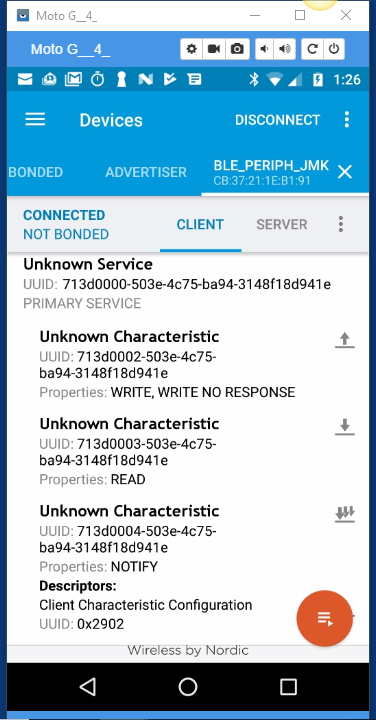 Moto G__4_
Moto G__4_
1:26
Devices
DISCONNECT
BONDED
ADVERTISER
BLE_PERIPH_JMK
CB:37:21:1E:B1:91
CONNECTED
NOT BONDED
CLIENT
SERVER
Unknown Service
UUID: 713d0000-503e-4c75-ba94-3148f18d941e
PRIMARY SERVICE
Unknown Characteristic
UUID: 713d0002-503e-4c75-
ba94-3148f18d941e
Properties: WRITE, WRITE NO RESPONSE
Unknown Characteristic
UUID: 713d0003-503e-4c75-
ba94-3148f18d941e
Properties: READ
Unknown Characteristic
UUID: 713d0004-503e-4c75-
ba94-3148f18d941e
Properties: NOTIFY
Descriptors:
Client Characteristic Configuration
UUID: 0x2902
Wireless by Nordic